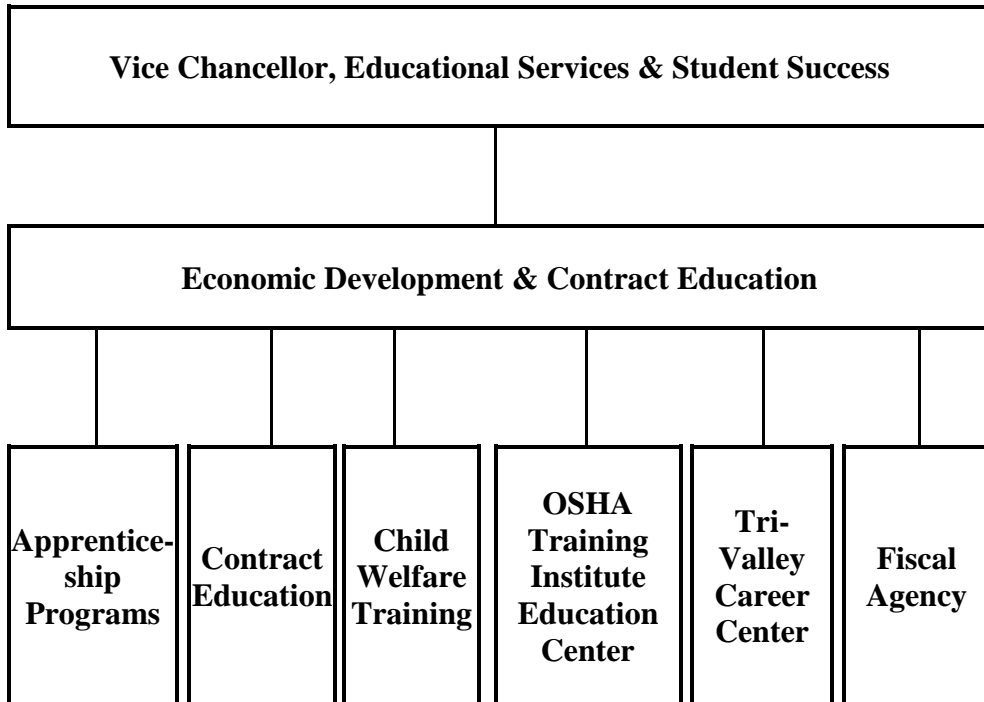 Vice Chancellor, Educational Services & Student Success
Economic Development & Contract Education
Apprentice-
ship
Programs
Contract
Education
Child
Welfare
Training
OSHA
Training
Institute
Education
Center
Tri-
Valley
Career
Center
Fiscal
Agency